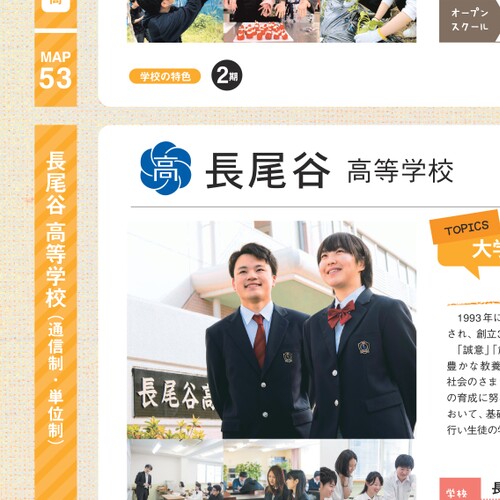 高
オープン
スクール
MAP
53
学校の特色
2期
長尾谷 高等学校(通信制・単位制)
高
長尾谷 高等学校
長尾谷高
TOPICS
大学
1993年に
され、創立3
「誠意」「
豊かな教養
社会のさま
の育成に努
おいて、基礎
行い生徒の学
学校
長